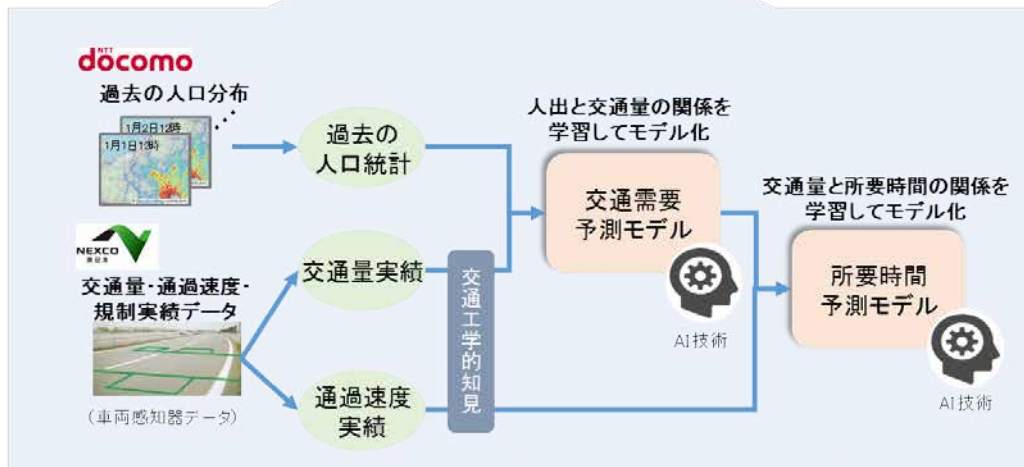 NTT
döcomo
過去の人口分布
1月2日12時
1月1日12時
過去の
人口統計
人出と交通量の関係を
学習してモデル化
交通需要
予測モデル
AI技術
交通量と所要時間の関係を
学習してモデル化
所要時間
予測モデル
AI技術
NEXCO
東日本
交通量・通過速度・
規制実績データ
（車両感知器データ）
交通量実績
通過速度
実績
交通工学的知見